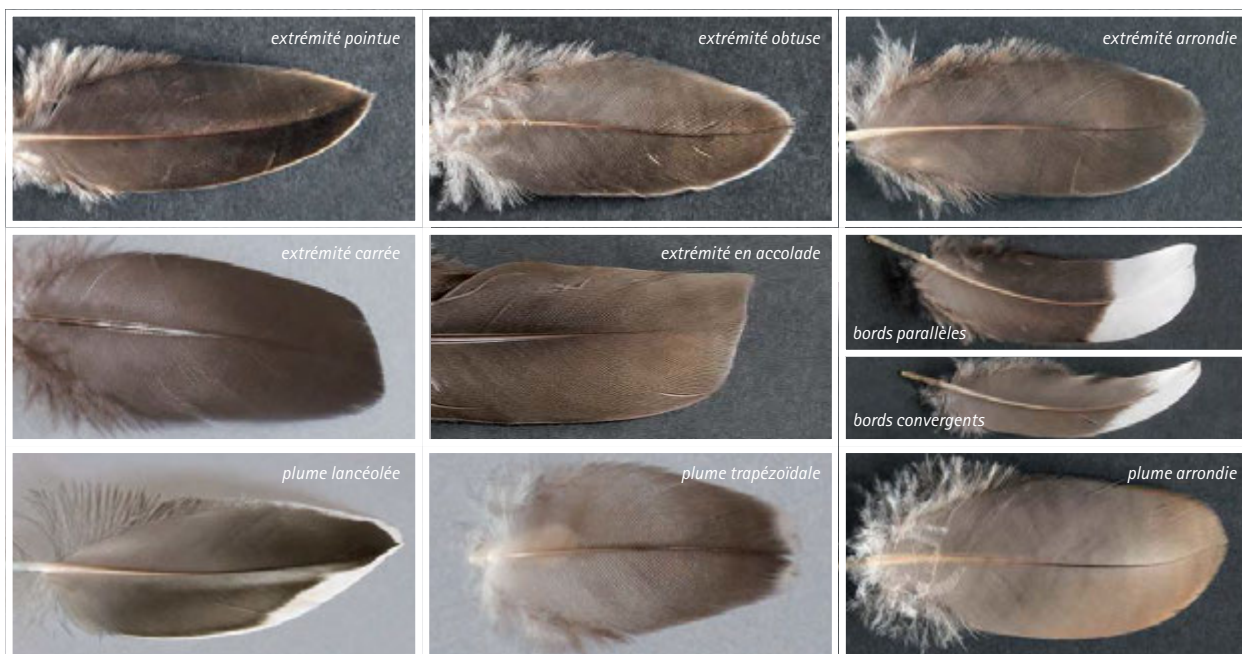 extrémité pointue
extrémité obtuse
extrémité arrondie
extrémité carrée
extrémité en accolade
bords parallèles
bords convergents
plume lancéolée
plume trapézoïdale
plume arrondie